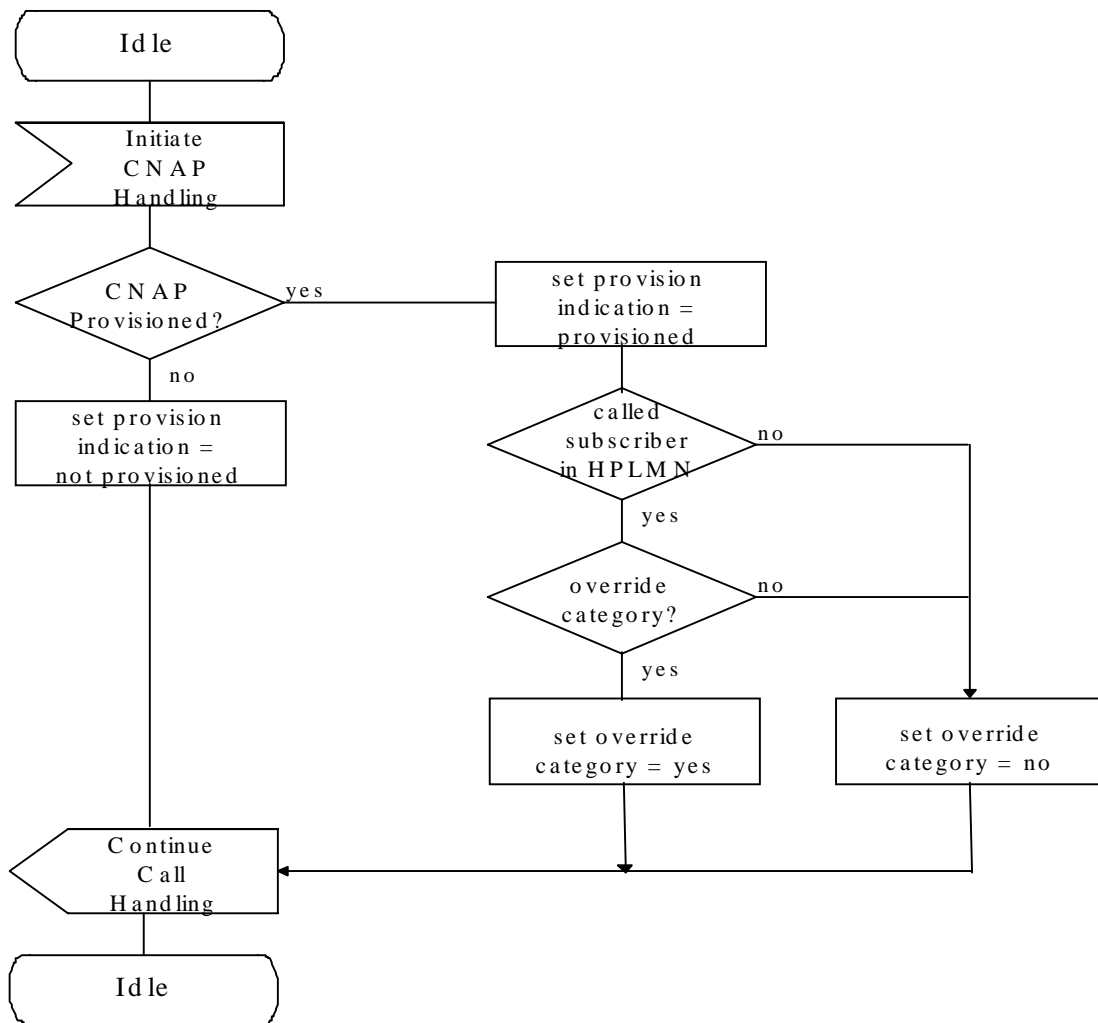 Idle
Initiate
CNAP
Handling
CNAP
Provisioned?
yes
no
set provision
indication =
provisioned
set provision
indication =
not provisioned
called
subscriber
in HPLMN
no
yes
override
category?
no
yes
set override
category = yes
set override
category = no
Continue
Call
Handling
Idle